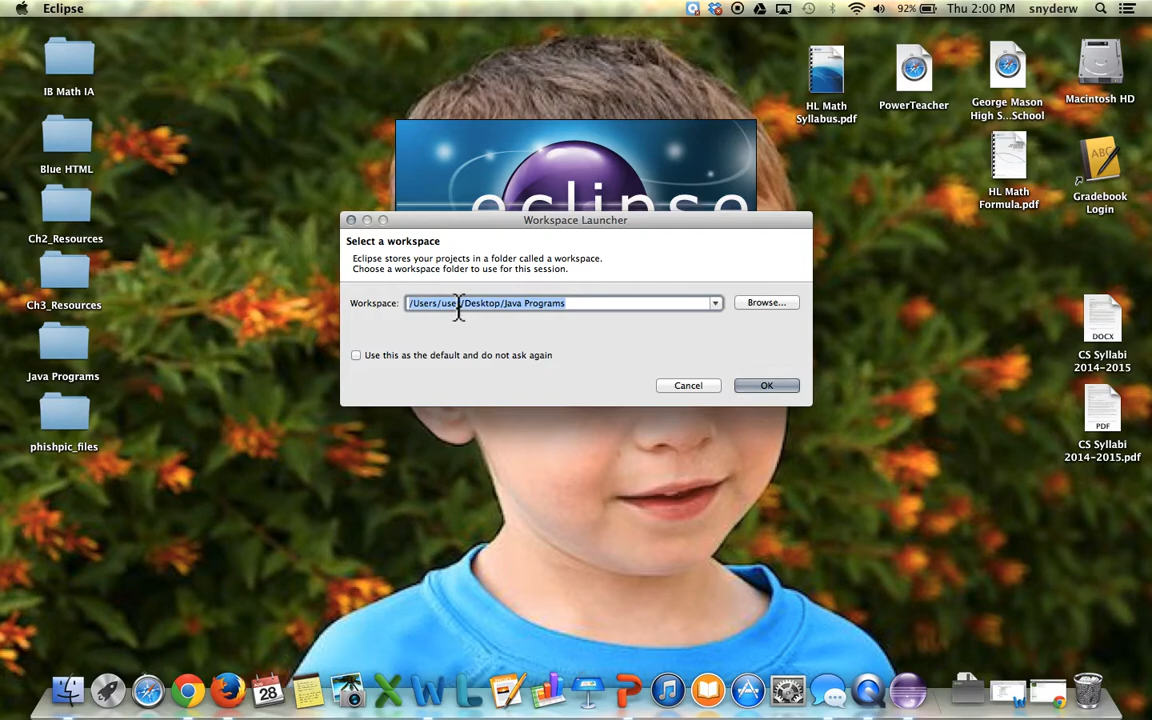 Eclipse
92%
Thu 2:00 PM
snyderw
IB Math IA
Blue HTML
Ch2_Resources
Ch3_Resources
Java Programs
phishpic_files
HL Math
Syllabus.pdf
PowerTeacher
George Mason
High S...School
Macintosh HD
HL Math
Formula.pdf
ABC
Gradebook
Login
DOCX
CS Syllabi
2014-2015
PDF
CS Syllabi
2014-2015.pdf
eclipse
Workspace Launcher
Select a workspace
Eclipse stores your projects in a folder called a workspace.
Choose a workspace folder to use for this session.
Workspace:
/Users/user/Desktop/Java Programs
Browse...
Use this as the default and do not ask again
Cancel
OK
28